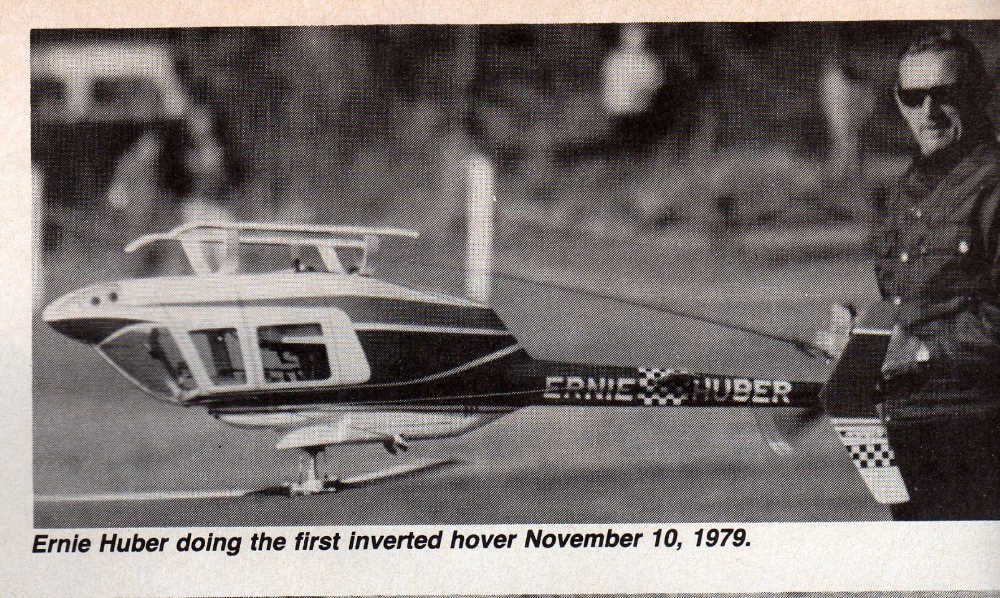 ERNIE HUBER
Ernie Huber doing the first inverted hover November 10, 1979.